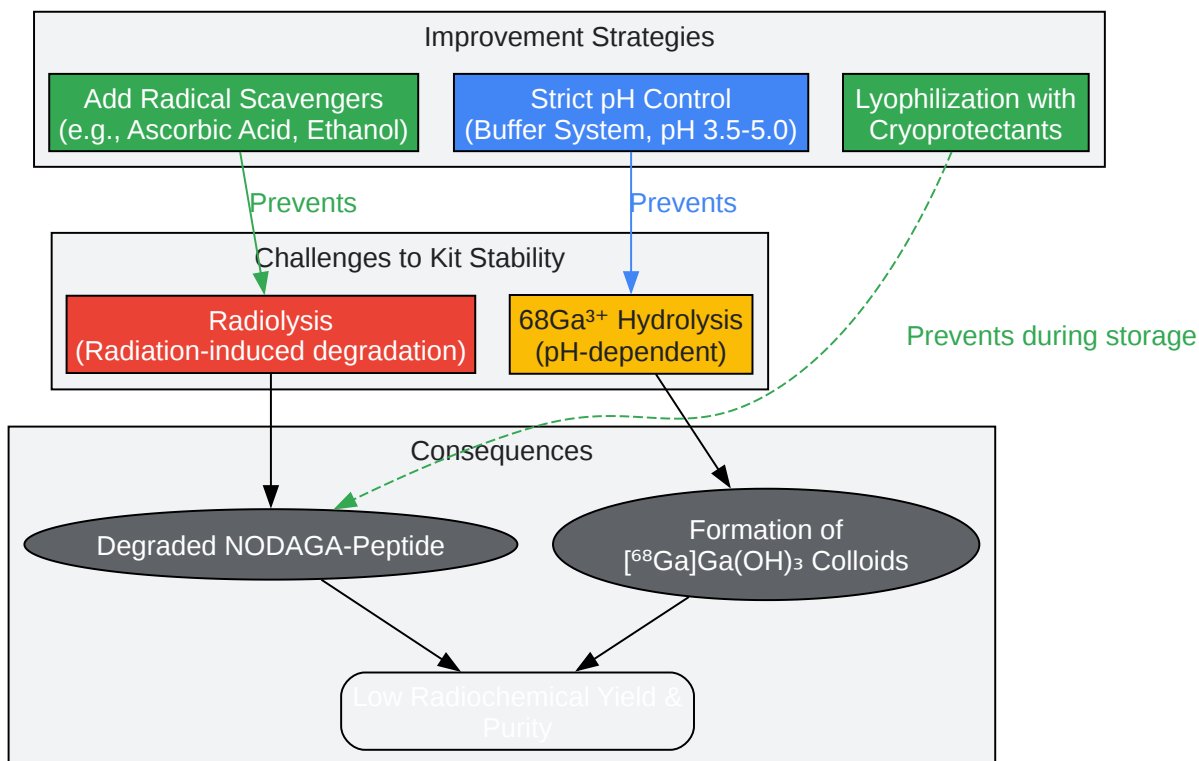 Improvement Strategies
Add Radical Scavengers
(e.g., Ascorbic Acid, Ethanol)
Strict pH Control
(Buffer System, pH 3.5-5.0)
Lyophilization with
Cryoprotectants
Prevents
Prevents
Challenges to Kit Stability
Radiolysis
(Radiation-induced degradation)
68Ga³⁺ Hydrolysis
(pH-dependent)
Prevents during storage
Consequences
Degraded NODAGA-Peptide
Formation of
[⁶⁸Ga]Ga(OH)₃ Colloids
Low Radiochemical Yield &
Purity